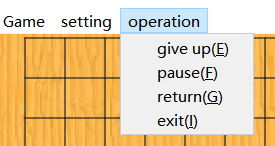 Game setting operation
give up(E)
pause(F)
return(G)
exit(I)